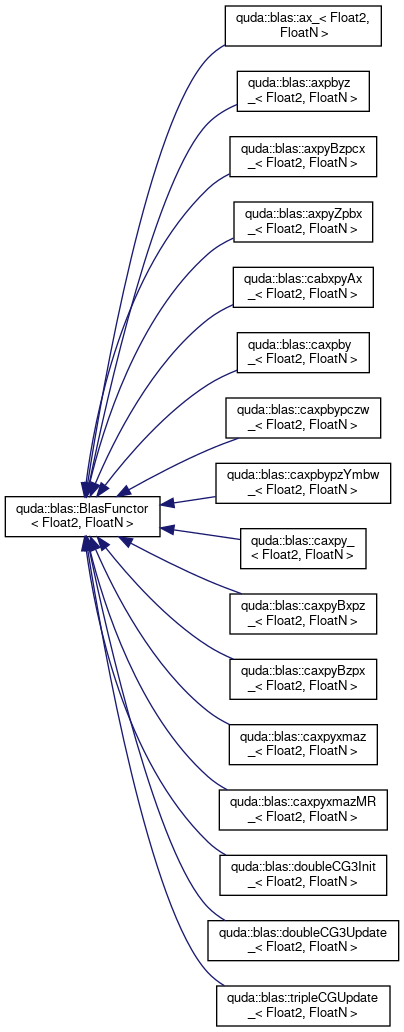 quda::blas::ax_< Float2,
FloatN >
quda::blas::axpbyz
_< Float2, FloatN >
quda::blas::axpyBzpcx
_< Float2, FloatN >
quda::blas::axpyZpbx
_< Float2, FloatN >
quda::blas::cabxpyAx
_< Float2, FloatN >
quda::blas::caxpby
_< Float2, FloatN >
quda::blas::caxpbypczw
_< Float2, FloatN >
quda::blas::caxpbypzYmbw
_< Float2, FloatN >
quda::blas::BlasFunctor
< Float2, FloatN >
quda::blas::caxpy_
< Float2, FloatN >
quda::blas::caxpyBxpz
_< Float2, FloatN >
quda::blas::caxpyBzpx
_< Float2, FloatN >
quda::blas::caxpyxmaz
_< Float2, FloatN >
quda::blas::caxpyxmazMR
_< Float2, FloatN >
quda::blas::doubleCG3Init
_< Float2, FloatN >
quda::blas::doubleCG3Update
_< Float2, FloatN >
quda::blas::tripleCGUpdate
_< Float2, FloatN >